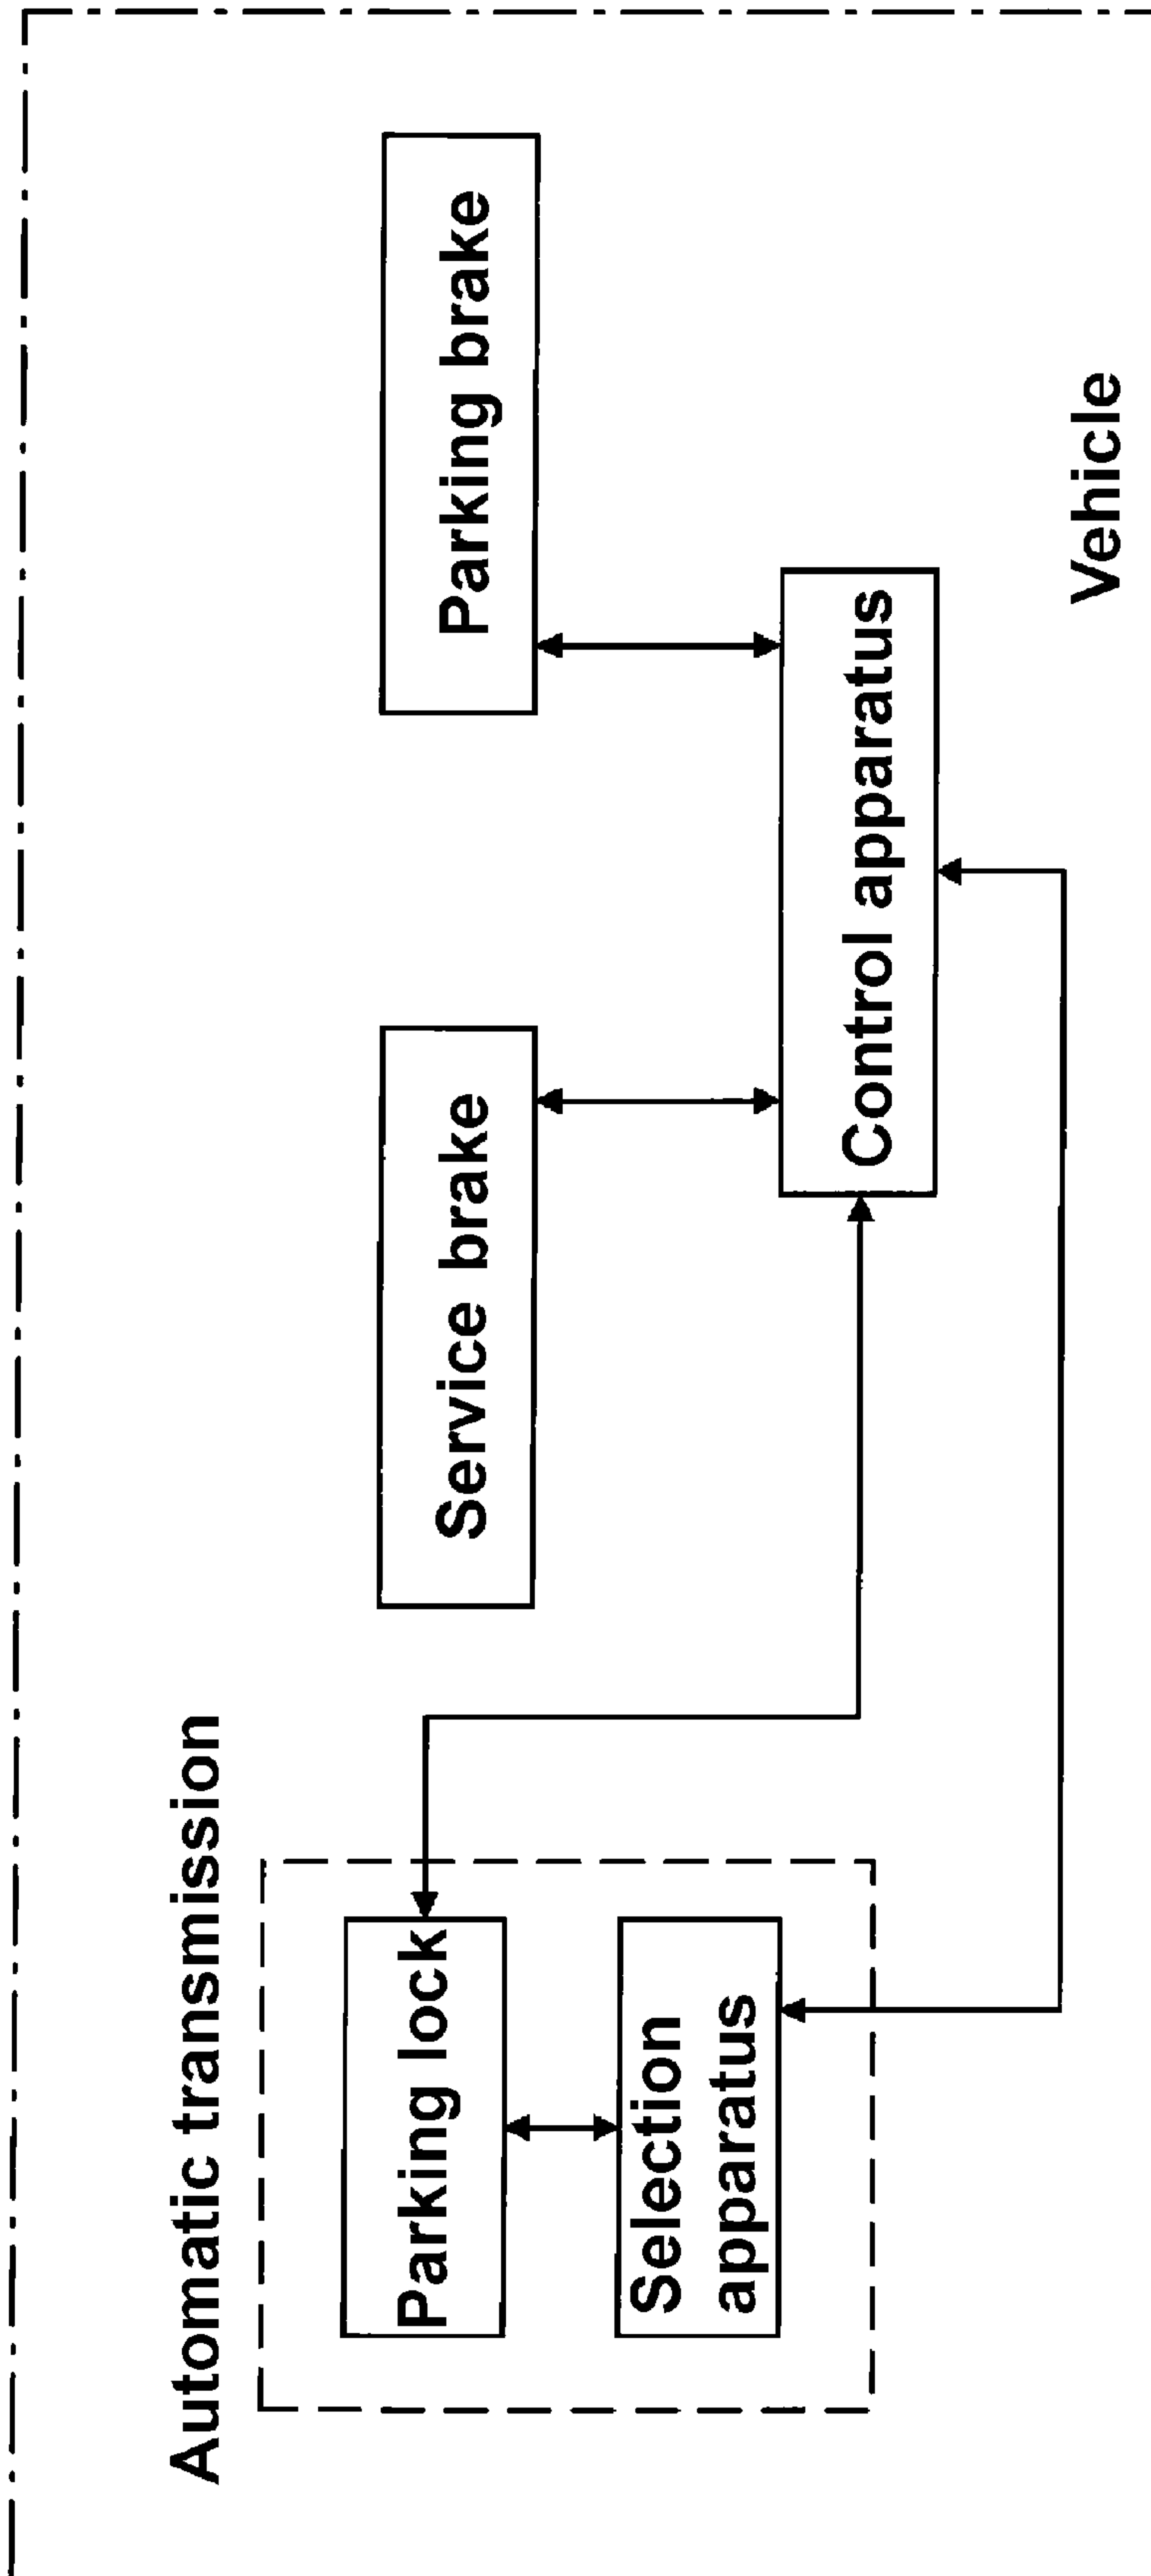 Automatic transmission
Parking lock
Selection
apparatus
Service brake
Parking brake
Control apparatus
Vehicle